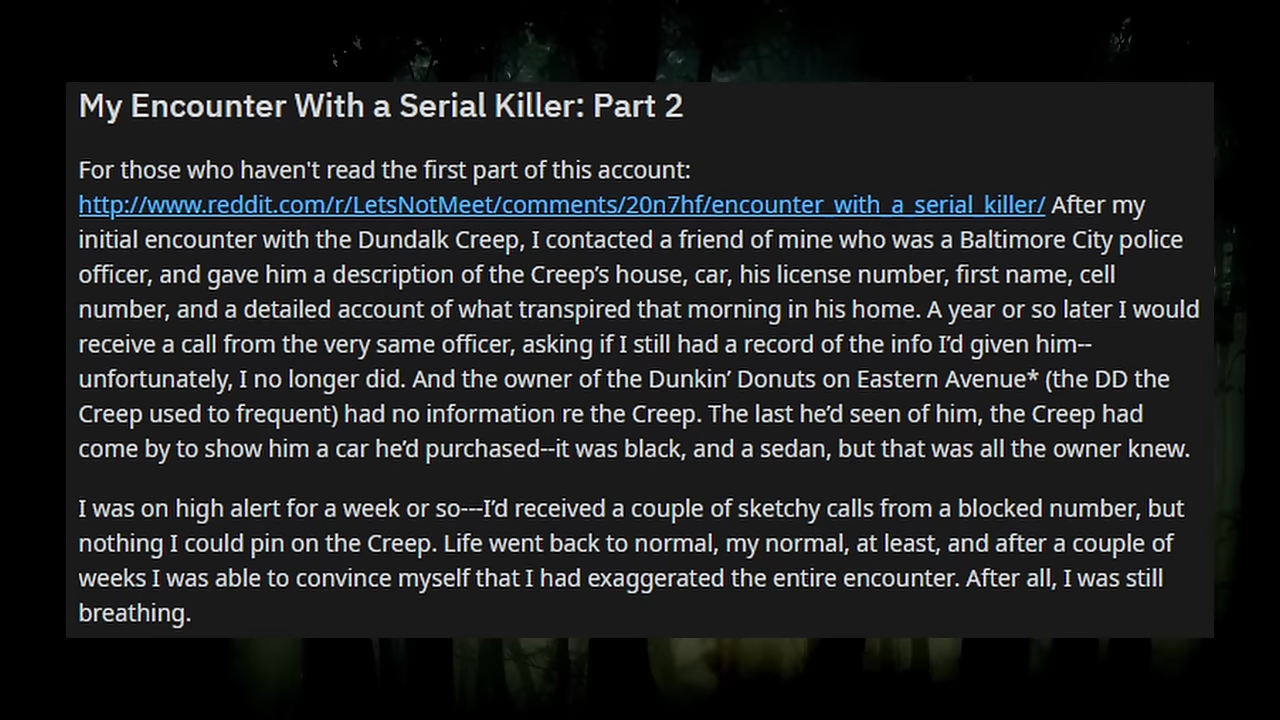 My Encounter With a Serial Killer: Part 2
For those who haven't read the first part of this account:
http://www.reddit.com/r/LetsNotMeet/comments/20n7hf/encounter_with_a_serial_killer/ After my
initial encounter with the Dundalk Creep, I contacted a friend of mine who was a Baltimore City police
officer, and gave him a description of the Creep’s house, car, his license number, first name, cell
number, and a detailed account of what transpired that morning in his home. A year or so later I would
receive a call from the very same officer, asking if I still had a record of the info I’d given him--
unfortunately, I no longer did. And the owner of the Dunkin’ Donuts on Eastern Avenue* (the DD the
Creep used to frequent) had no information re the Creep. The last he’d seen of him, the Creep had
come by to show him a car he’d purchased--it was black, and a sedan, but that was all the owner knew.
I was on high alert for a week or so---I’d received a couple of sketchy calls from a blocked number, but
nothing I could pin on the Creep. Life went back to normal, my normal, at least, and after a couple of
weeks I was able to convince myself that I had exaggerated the entire encounter. After all, I was still
breathing.